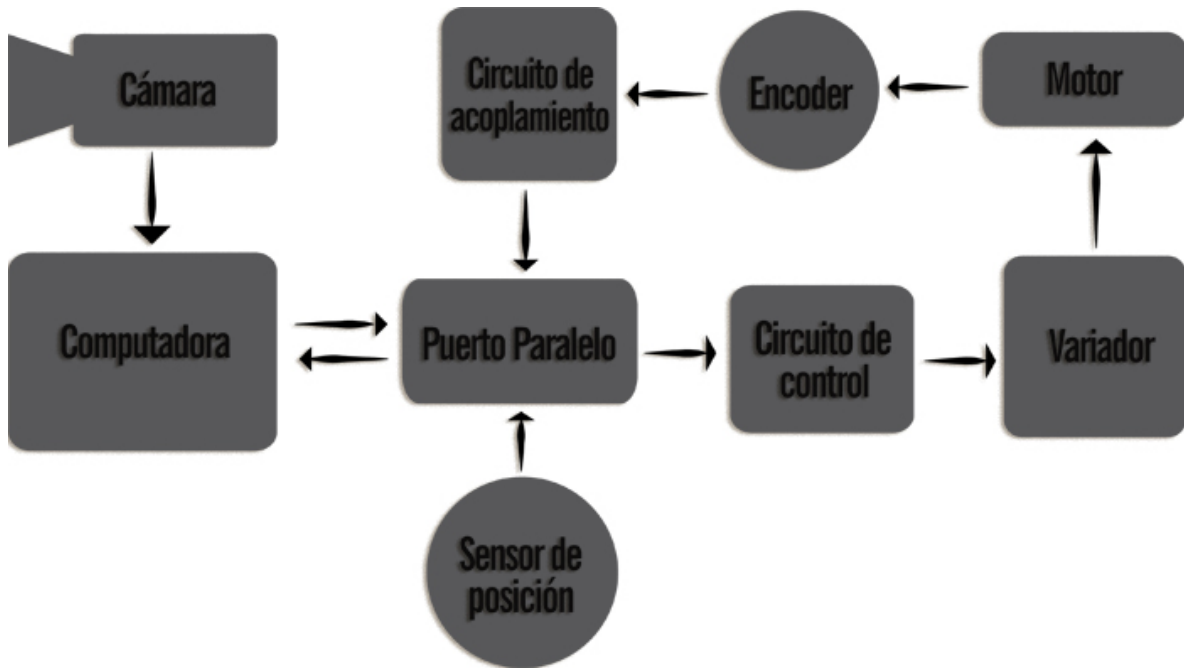 Cámara
Circuito de
acoplamiento
Encoder
Motor
Computadora
Puerto Paralelo
Circuito de
control
Variador
Sensor de
posición